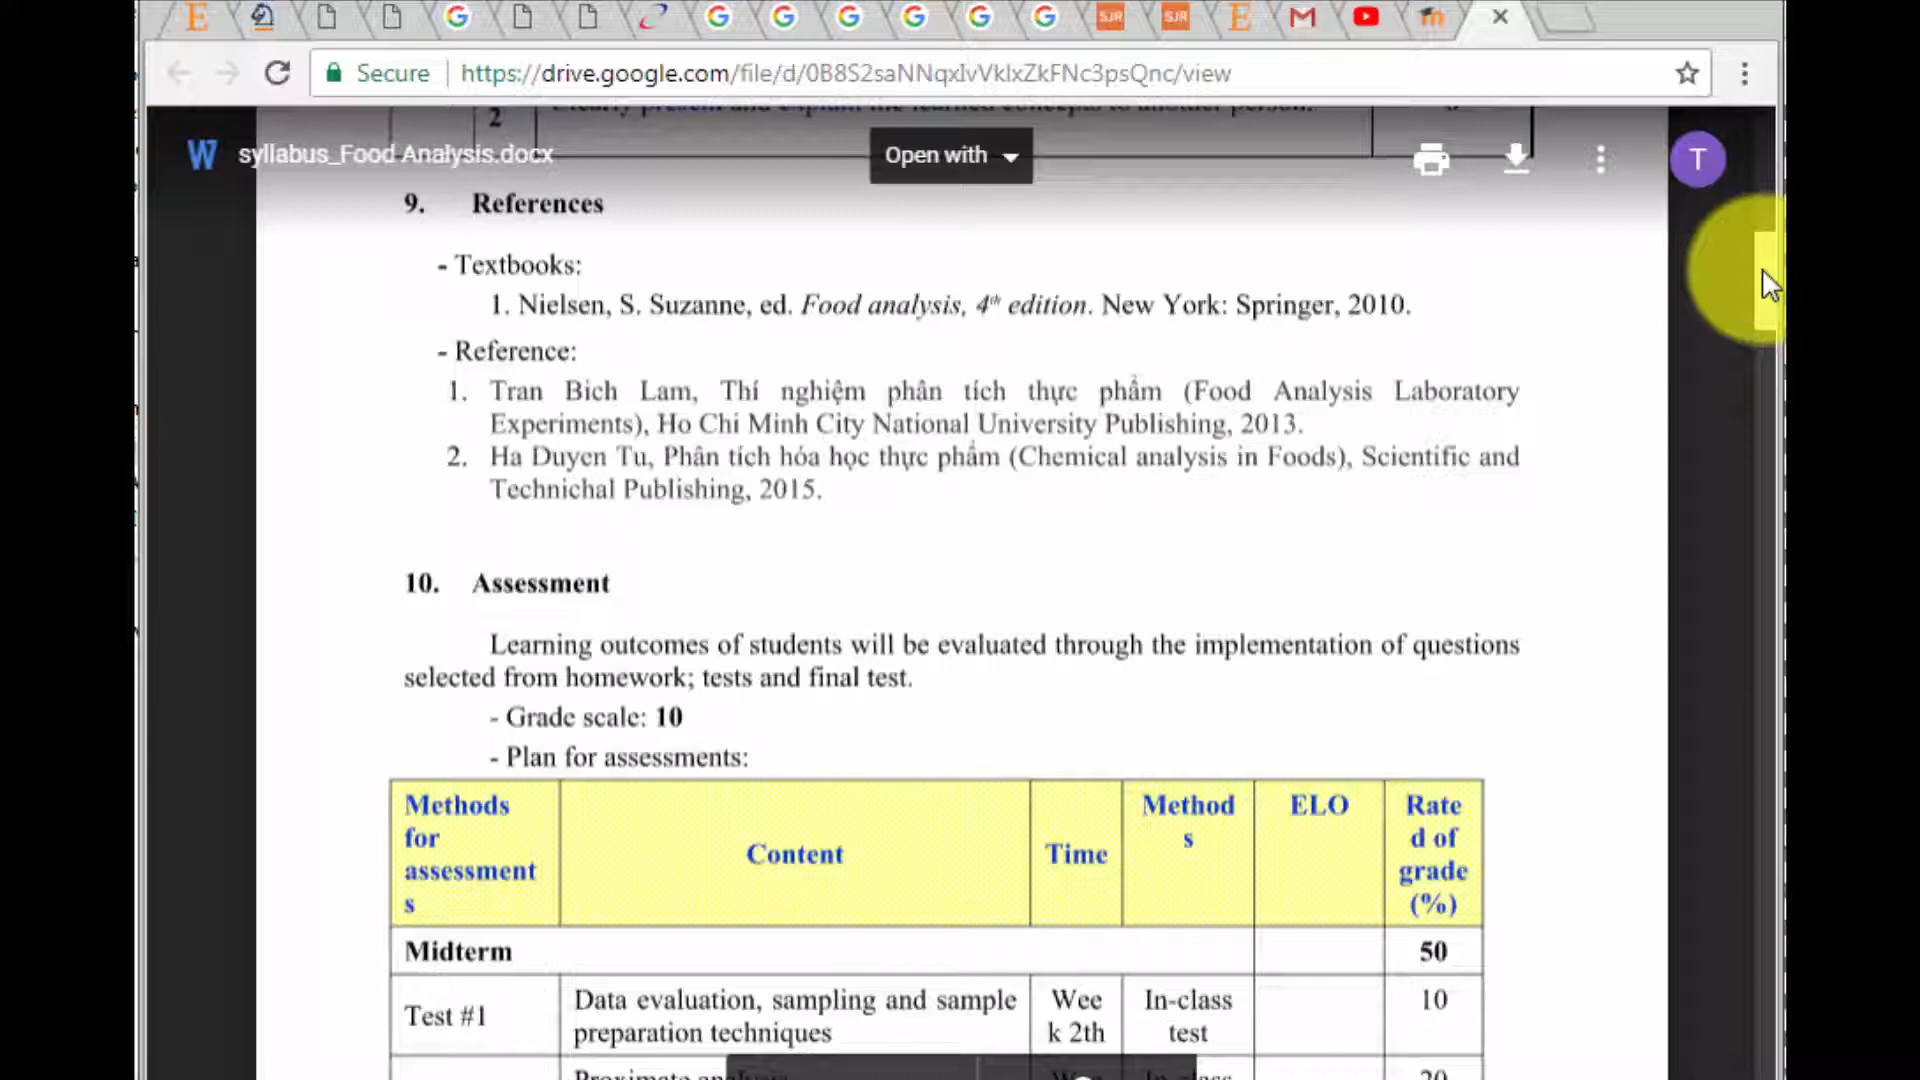 SJR
SJR
Secure
https://drive.google.com/file/d/0B8S2saNNqxIvVklxZkFNc3psQnc/view
2
syllabus_Food Analysis.docx
Open with
T
9. References
- Textbooks:
1. Nielsen, S. Suzanne, ed. Food analysis, 4th edition. New York: Springer, 2010.
- Reference:
1. Tran Bich Lam, Thí nghiệm phân tích thực phẩm (Food Analysis Laboratory
Experiments), Ho Chi Minh City National University Publishing, 2013.
2. Ha Duyen Tu, Phân tích hóa học thực phẩm (Chemical analysis in Foods), Scientific and
Technichal Publishing, 2015.
10. Assessment
Learning outcomes of students will be evaluated through the implementation of questions
selected from homework; tests and final test.
- Grade scale: 10
- Plan for assessments:
Methods
for
assessment
s
Content
Time
Method
s
ELO
Rate
d of
grade
(%)
Midterm
50
Test #1
Data evaluation, sampling and sample
preparation techniques
Wee
k 2th
In-class
test
10